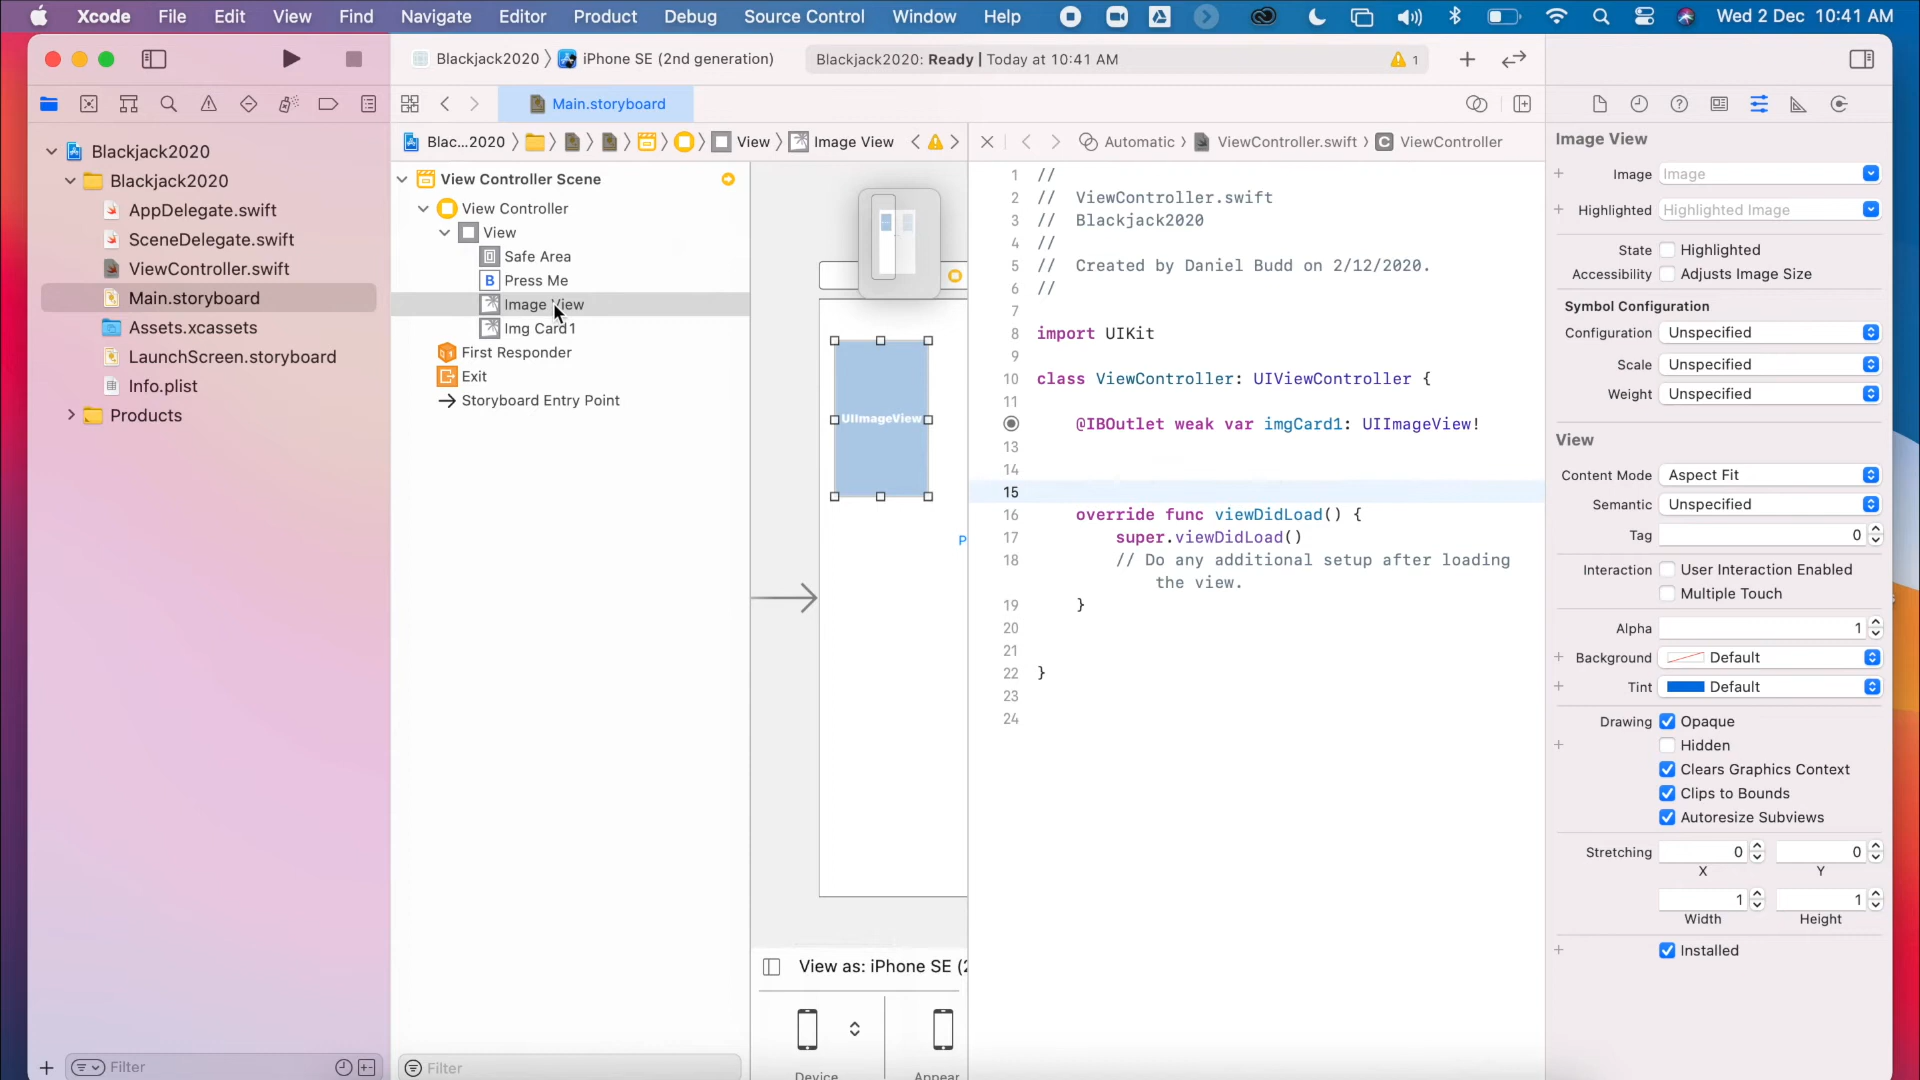 Xcode File Edit View Find Navigate Editor Product Debug Source Control Window Help Wed 2 Dec 10:41 AM
Blackjack2020 iPhone SE (2nd generation) Blackjack2020: Ready | Today at 10:41 AM 1
Main.storyboard
Blackjack2020
Blackjack2020
AppDelegate.swift
SceneDelegate.swift
ViewController.swift
Main.storyboard
Assets.xcassets
LaunchScreen.storyboard
Info.plist
Products
Filter
Blac...2020 View Image View
View Controller Scene
View Controller
View
Safe Area
B Press Me
Image View
Img Card1
First Responder
Exit
Storyboard Entry Point
Filter
UIImageView
P
View as: iPhone SE (2
Device Appear
Automatic ViewController.swift C ViewController
1 //
2 // ViewController.swift
3 // Blackjack2020
4 //
5 // Created by Daniel Budd on 2/12/2020.
6 //
7
8 import UIKit
9
10 class ViewController: UIViewController {
11
@IBOutlet weak var imgCard1: UIImageView!
13
14
15
16 override func viewDidLoad() {
17 super.viewDidLoad()
18 // Do any additional setup after loading
the view.
19 }
20
21
22 }
23
24
Image View
Image Image
Highlighted Highlighted Image
State Highlighted
Accessibility Adjusts Image Size
Symbol Configuration
Configuration Unspecified
Scale Unspecified
Weight Unspecified
View
Content Mode Aspect Fit
Semantic Unspecified
Tag 0
Interaction User Interaction Enabled
Multiple Touch
Alpha 1
Background Default
Tint Default
Drawing Opaque
Hidden
Clears Graphics Context
Clips to Bounds
Autoresize Subviews
Stretching 0 0
X Y
1 1
Width Height
Installed